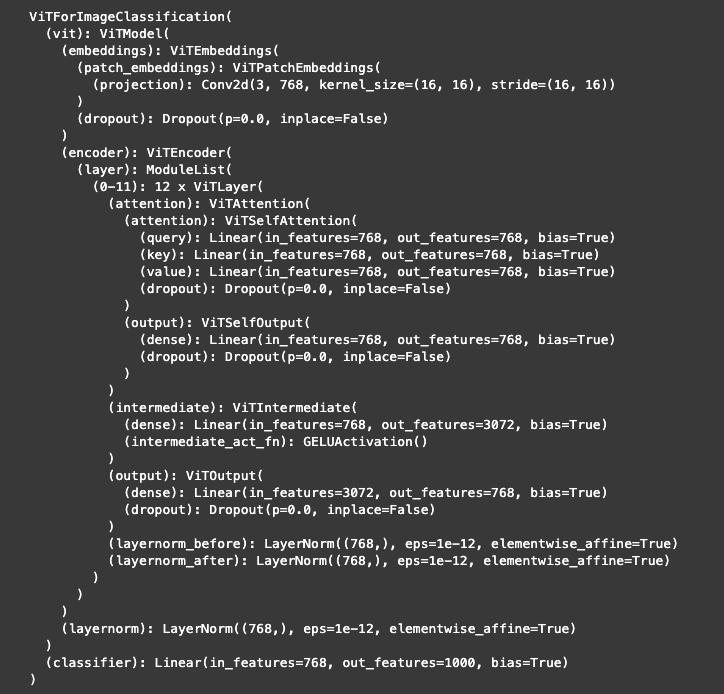 ViTForImageClassification(
  (vit): ViTModel(
    (embeddings): ViTEmbeddings(
      (patch_embeddings): ViTPatchEmbeddings(
        (projection): Conv2d(3, 768, kernel_size=(16, 16), stride=(16, 16))
      )
      (dropout): Dropout(p=0.0, inplace=False)
    )
    (encoder): ViTEncoder(
      (layer): ModuleList(
        (0-11): 12 x ViTLayer(
          (attention): ViTAttention(
            (attention): ViTSelfAttention(
              (query): Linear(in_features=768, out_features=768, bias=True)
              (key): Linear(in_features=768, out_features=768, bias=True)
              (value): Linear(in_features=768, out_features=768, bias=True)
              (dropout): Dropout(p=0.0, inplace=False)
            )
            (output): ViTSelfOutput(
              (dense): Linear(in_features=768, out_features=768, bias=True)
              (dropout): Dropout(p=0.0, inplace=False)
            )
          )
          (intermediate): ViTIntermediate(
            (dense): Linear(in_features=768, out_features=3072, bias=True)
            (intermediate_act_fn): GELUActivation()
          )
          (output): ViTOutput(
            (dense): Linear(in_features=3072, out_features=768, bias=True)
            (dropout): Dropout(p=0.0, inplace=False)
          )
          (layernorm_before): LayerNorm((768,), eps=1e-12, elementwise_affine=True)
          (layernorm_after): LayerNorm((768,), eps=1e-12, elementwise_affine=True)
        )
      )
    )
    (layernorm): LayerNorm((768,), eps=1e-12, elementwise_affine=True)
  )
  (classifier): Linear(in_features=768, out_features=1000, bias=True)
)